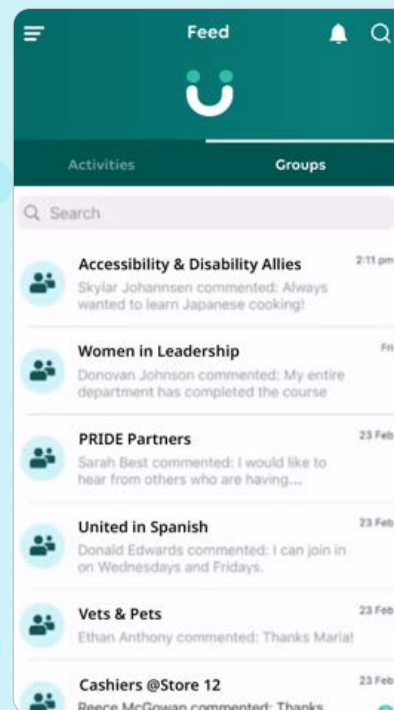 Feed
Activities
Groups
Search
Accessibility & Disability Allies
2:11 pm
Skylar Johannsen commented: Always
wanted to learn Japanese cooking!
Women in Leadership
Fri
Donovan Johnson commented: My entire
department has completed the course
PRIDE Partners
23 Feb
Sarah Best commented: I would like to
hear from others who are having...
United in Spanish
23 Feb
Donald Edwards commented: I can join in
on Wednesdays and Fridays.
Vets & Pets
23 Feb
Ethan Anthony commented: Thanks Maria!
Cashiers @Store 12
23 Feb
Reece McGowan commented: Thanks